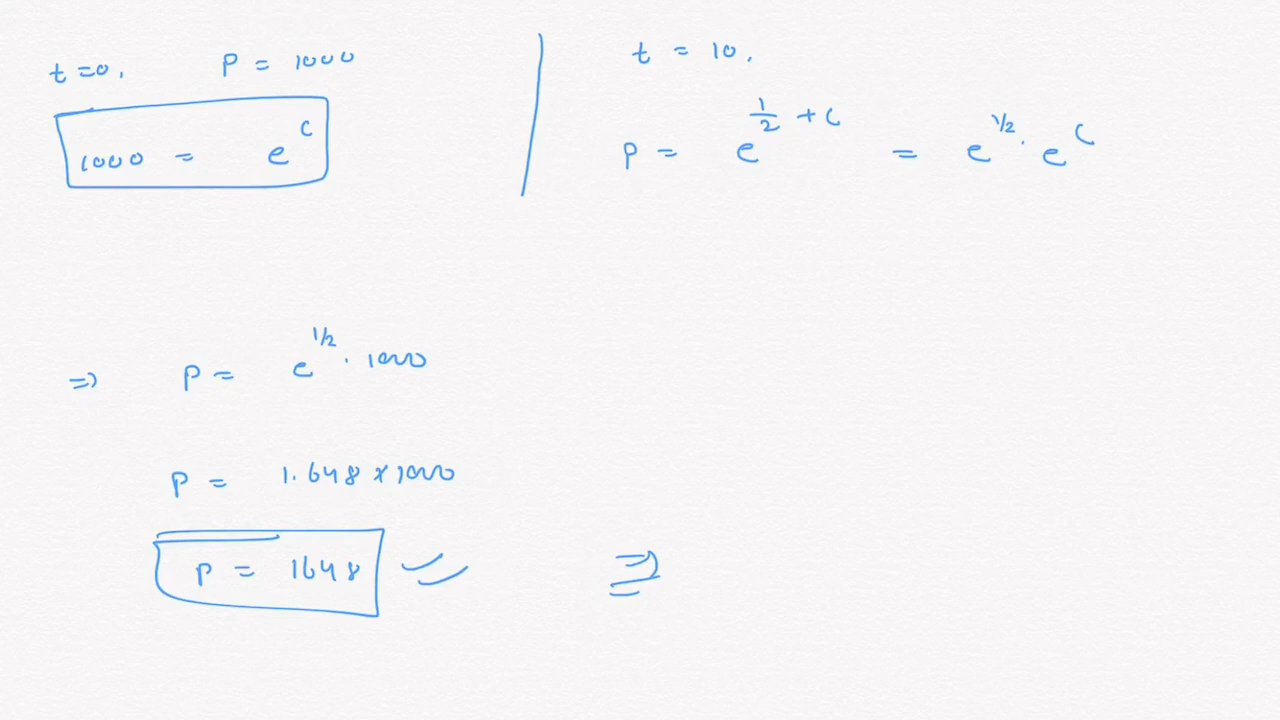 t = 0, P = 1000
1000 = e^c
t = 10,
P = e^(1/2 + c) = e^(1/2) · e^c
=> P = e^(1/2) · 1000
P = 1.648 × 1000
P = 1648
=>